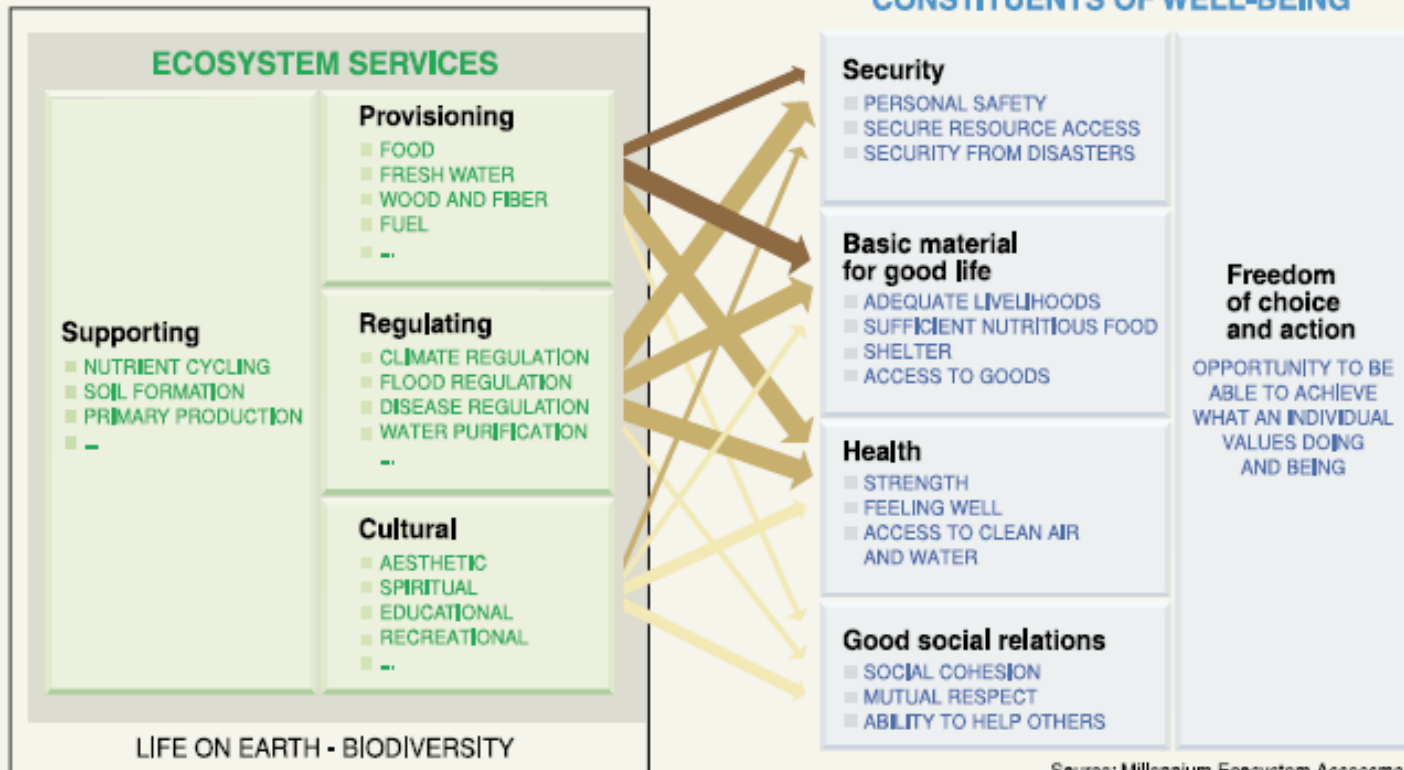 CONSTITUENTS OF WELL-BEING
ECOSYSTEM SERVICES
Supporting
NUTRIENT CYCLING
SOIL FORMATION
PRIMARY PRODUCTION
...
Provisioning
FOOD
FRESH WATER
WOOD AND FIBER
FUEL
...
Regulating
CLIMATE REGULATION
FLOOD REGULATION
DISEASE REGULATION
WATER PURIFICATION
...
Cultural
AESTHETIC
SPIRITUAL
EDUCATIONAL
RECREATIONAL
...
LIFE ON EARTH - BIODIVERSITY
Security
PERSONAL SAFETY
SECURE RESOURCE ACCESS
SECURITY FROM DISASTERS
Basic material
for good life
ADEQUATE LIVELIHOODS
SUFFICIENT NUTRITIOUS FOOD
SHELTER
ACCESS TO GOODS
Health
STRENGTH
FEELING WELL
ACCESS TO CLEAN AIR
AND WATER
Good social relations
SOCIAL COHESION
MUTUAL RESPECT
ABILITY TO HELP OTHERS
Freedom
of choice
and action
OPPORTUNITY TO BE
ABLE TO ACHIEVE
WHAT AN INDIVIDUAL
VALUES DOING
AND BEING
Source: Millennium Ecosystem